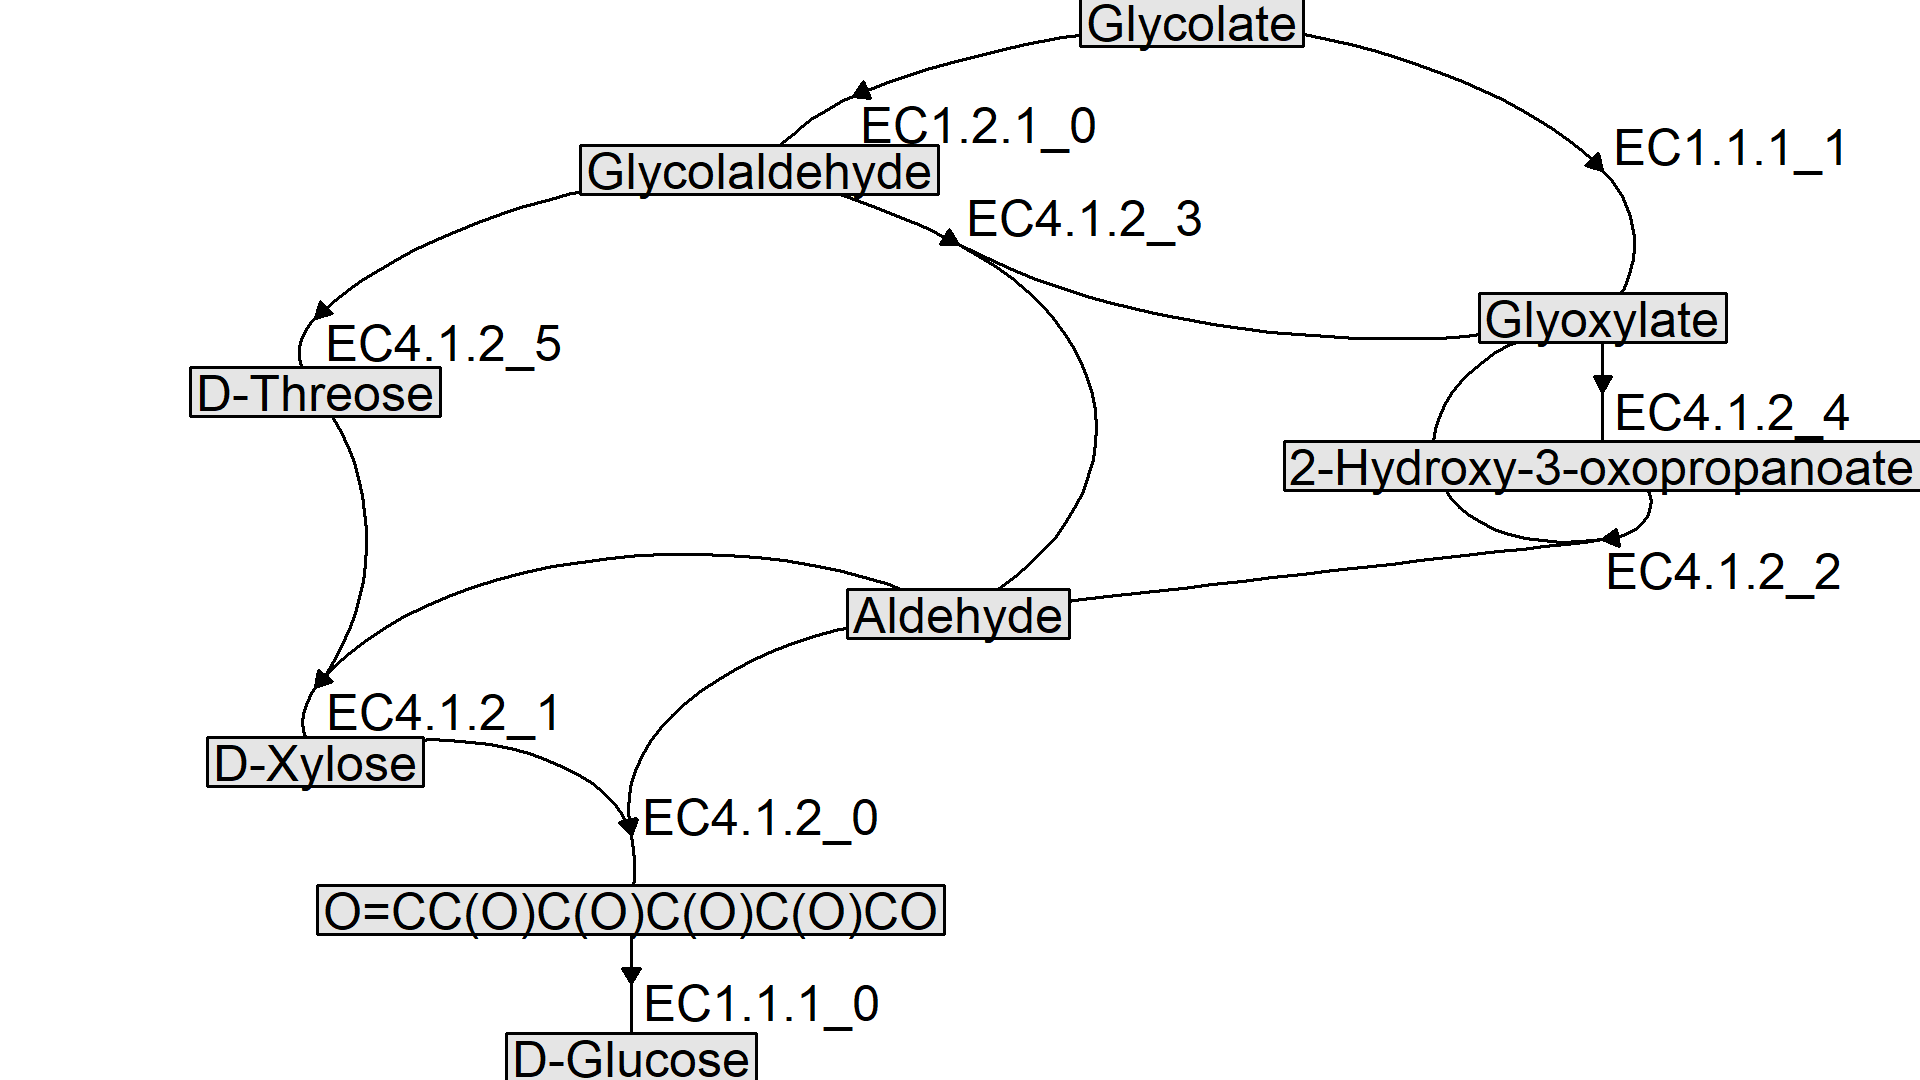 Glycolate
EC1.2.1_0
EC1.1.1_1
Glycolaldehyde
EC4.1.2_3
Glyoxylate
EC4.1.2_5
D-Threose
EC4.1.2_4
2-Hydroxy-3-oxopropanoate
EC4.1.2_2
Aldehyde
EC4.1.2_1
D-Xylose
EC4.1.2_0
O=CC(O)C(O)C(O)C(O)CO
EC1.1.1_0
D-Glucose